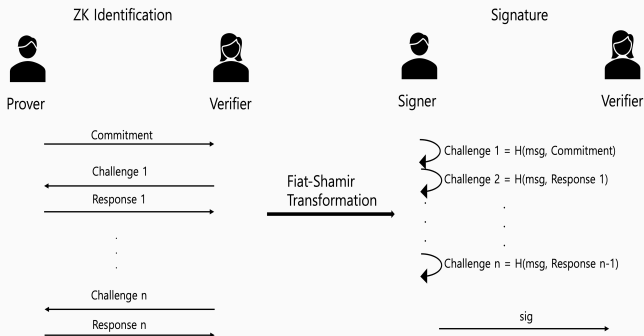 ZK Identification
Signature
Prover
Verifier
Signer
Verifier
Commitment
Challenge 1
Response 1
Challenge n
Response n
Fiat-Shamir
Transformation
Challenge 1 = H(msg, Commitment)
Challenge 2 = H(msg, Response 1)
Challenge n = H(msg, Response n-1)
sig